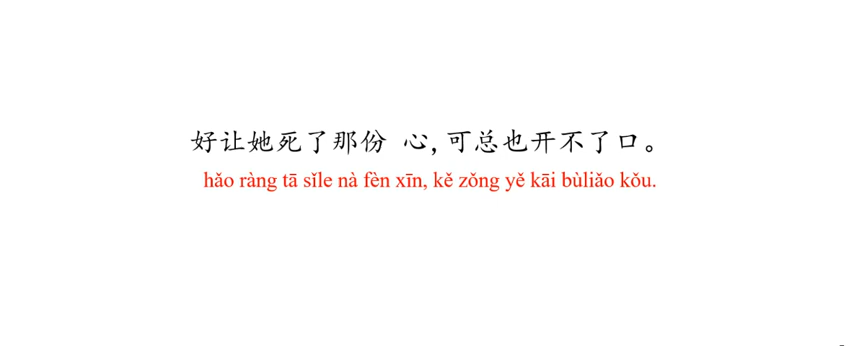 好让她死了那份 心,可总也开不了口。
hǎo ràng tā sǐle nà fèn xīn, kě zǒng yě kāi bùliǎo kǒu.